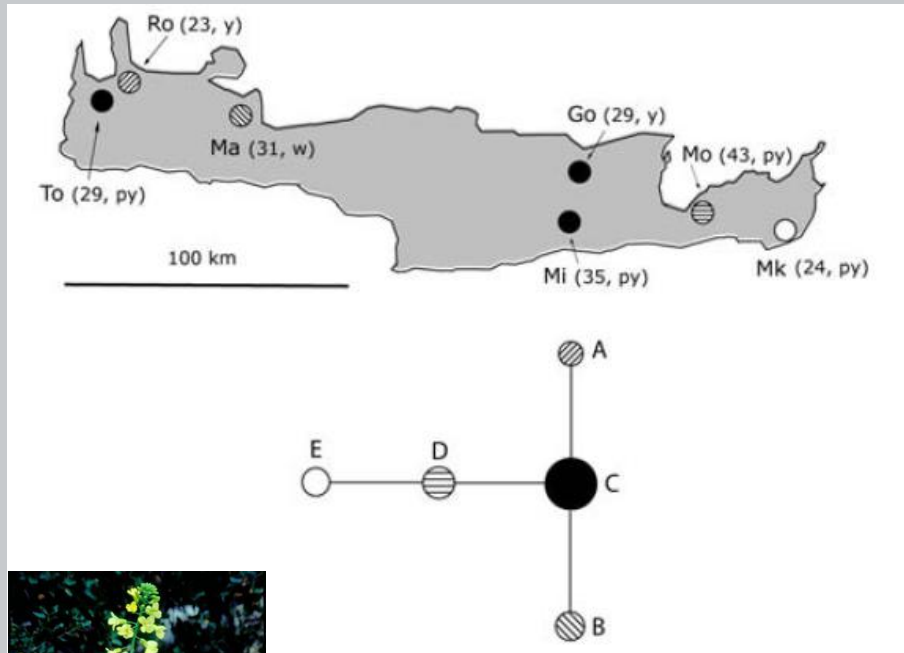 Ro (23, y)
Go (29, y)
Ma (31, w)
Mo (43, py)
To (29, py)
100 km
Mi (35, py)
Mk (24, py)
A
E
D
C
B